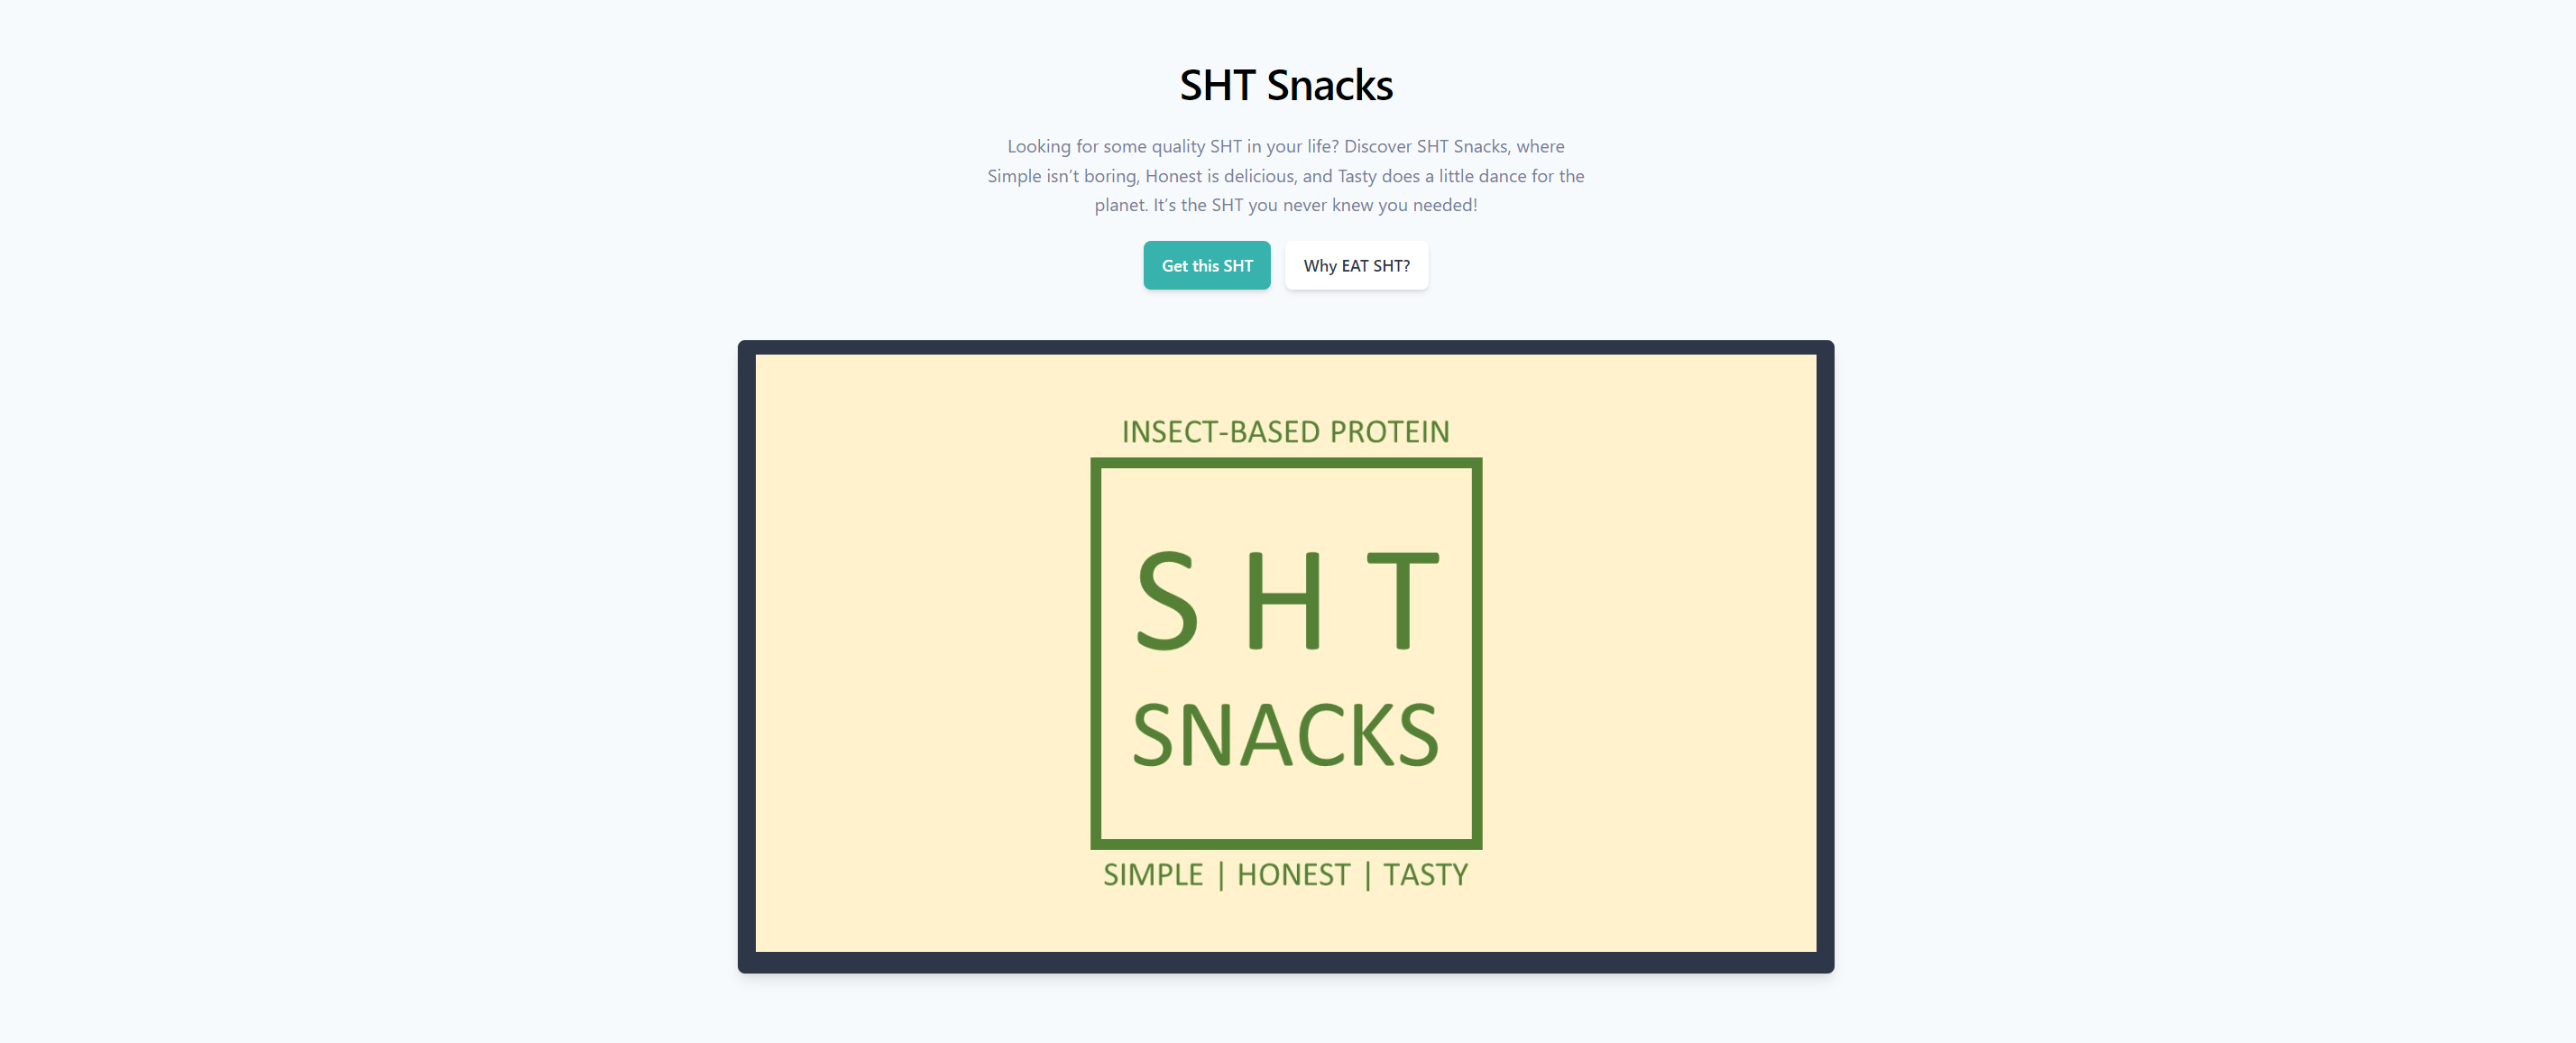 SHT Snacks
Looking for some quality SHT in your life? Discover SHT Snacks, where
Simple isn’t boring, Honest is delicious, and Tasty does a little dance for the
planet. It’s the SHT you never knew you needed!
Get this SHT
Why EAT SHT?
INSECT-BASED PROTEIN
S H T
SNACKS
SIMPLE | HONEST | TASTY